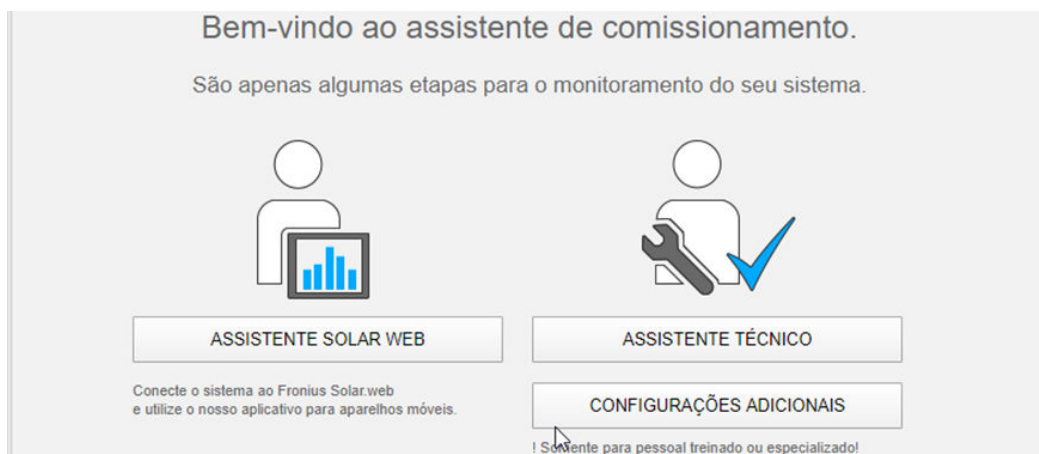 Bem-vindo ao assistente de comissionamento.
São apenas algumas etapas para o monitoramento do seu sistema.
ASSISTENTE SOLAR WEB
Conecte o sistema ao Fronius Solar.web
e utilize o nosso aplicativo para aparelhos móveis.
ASSISTENTE TÉCNICO
CONFIGURAÇÕES ADICIONAIS
! Somente para pessoal treinado ou especializado!